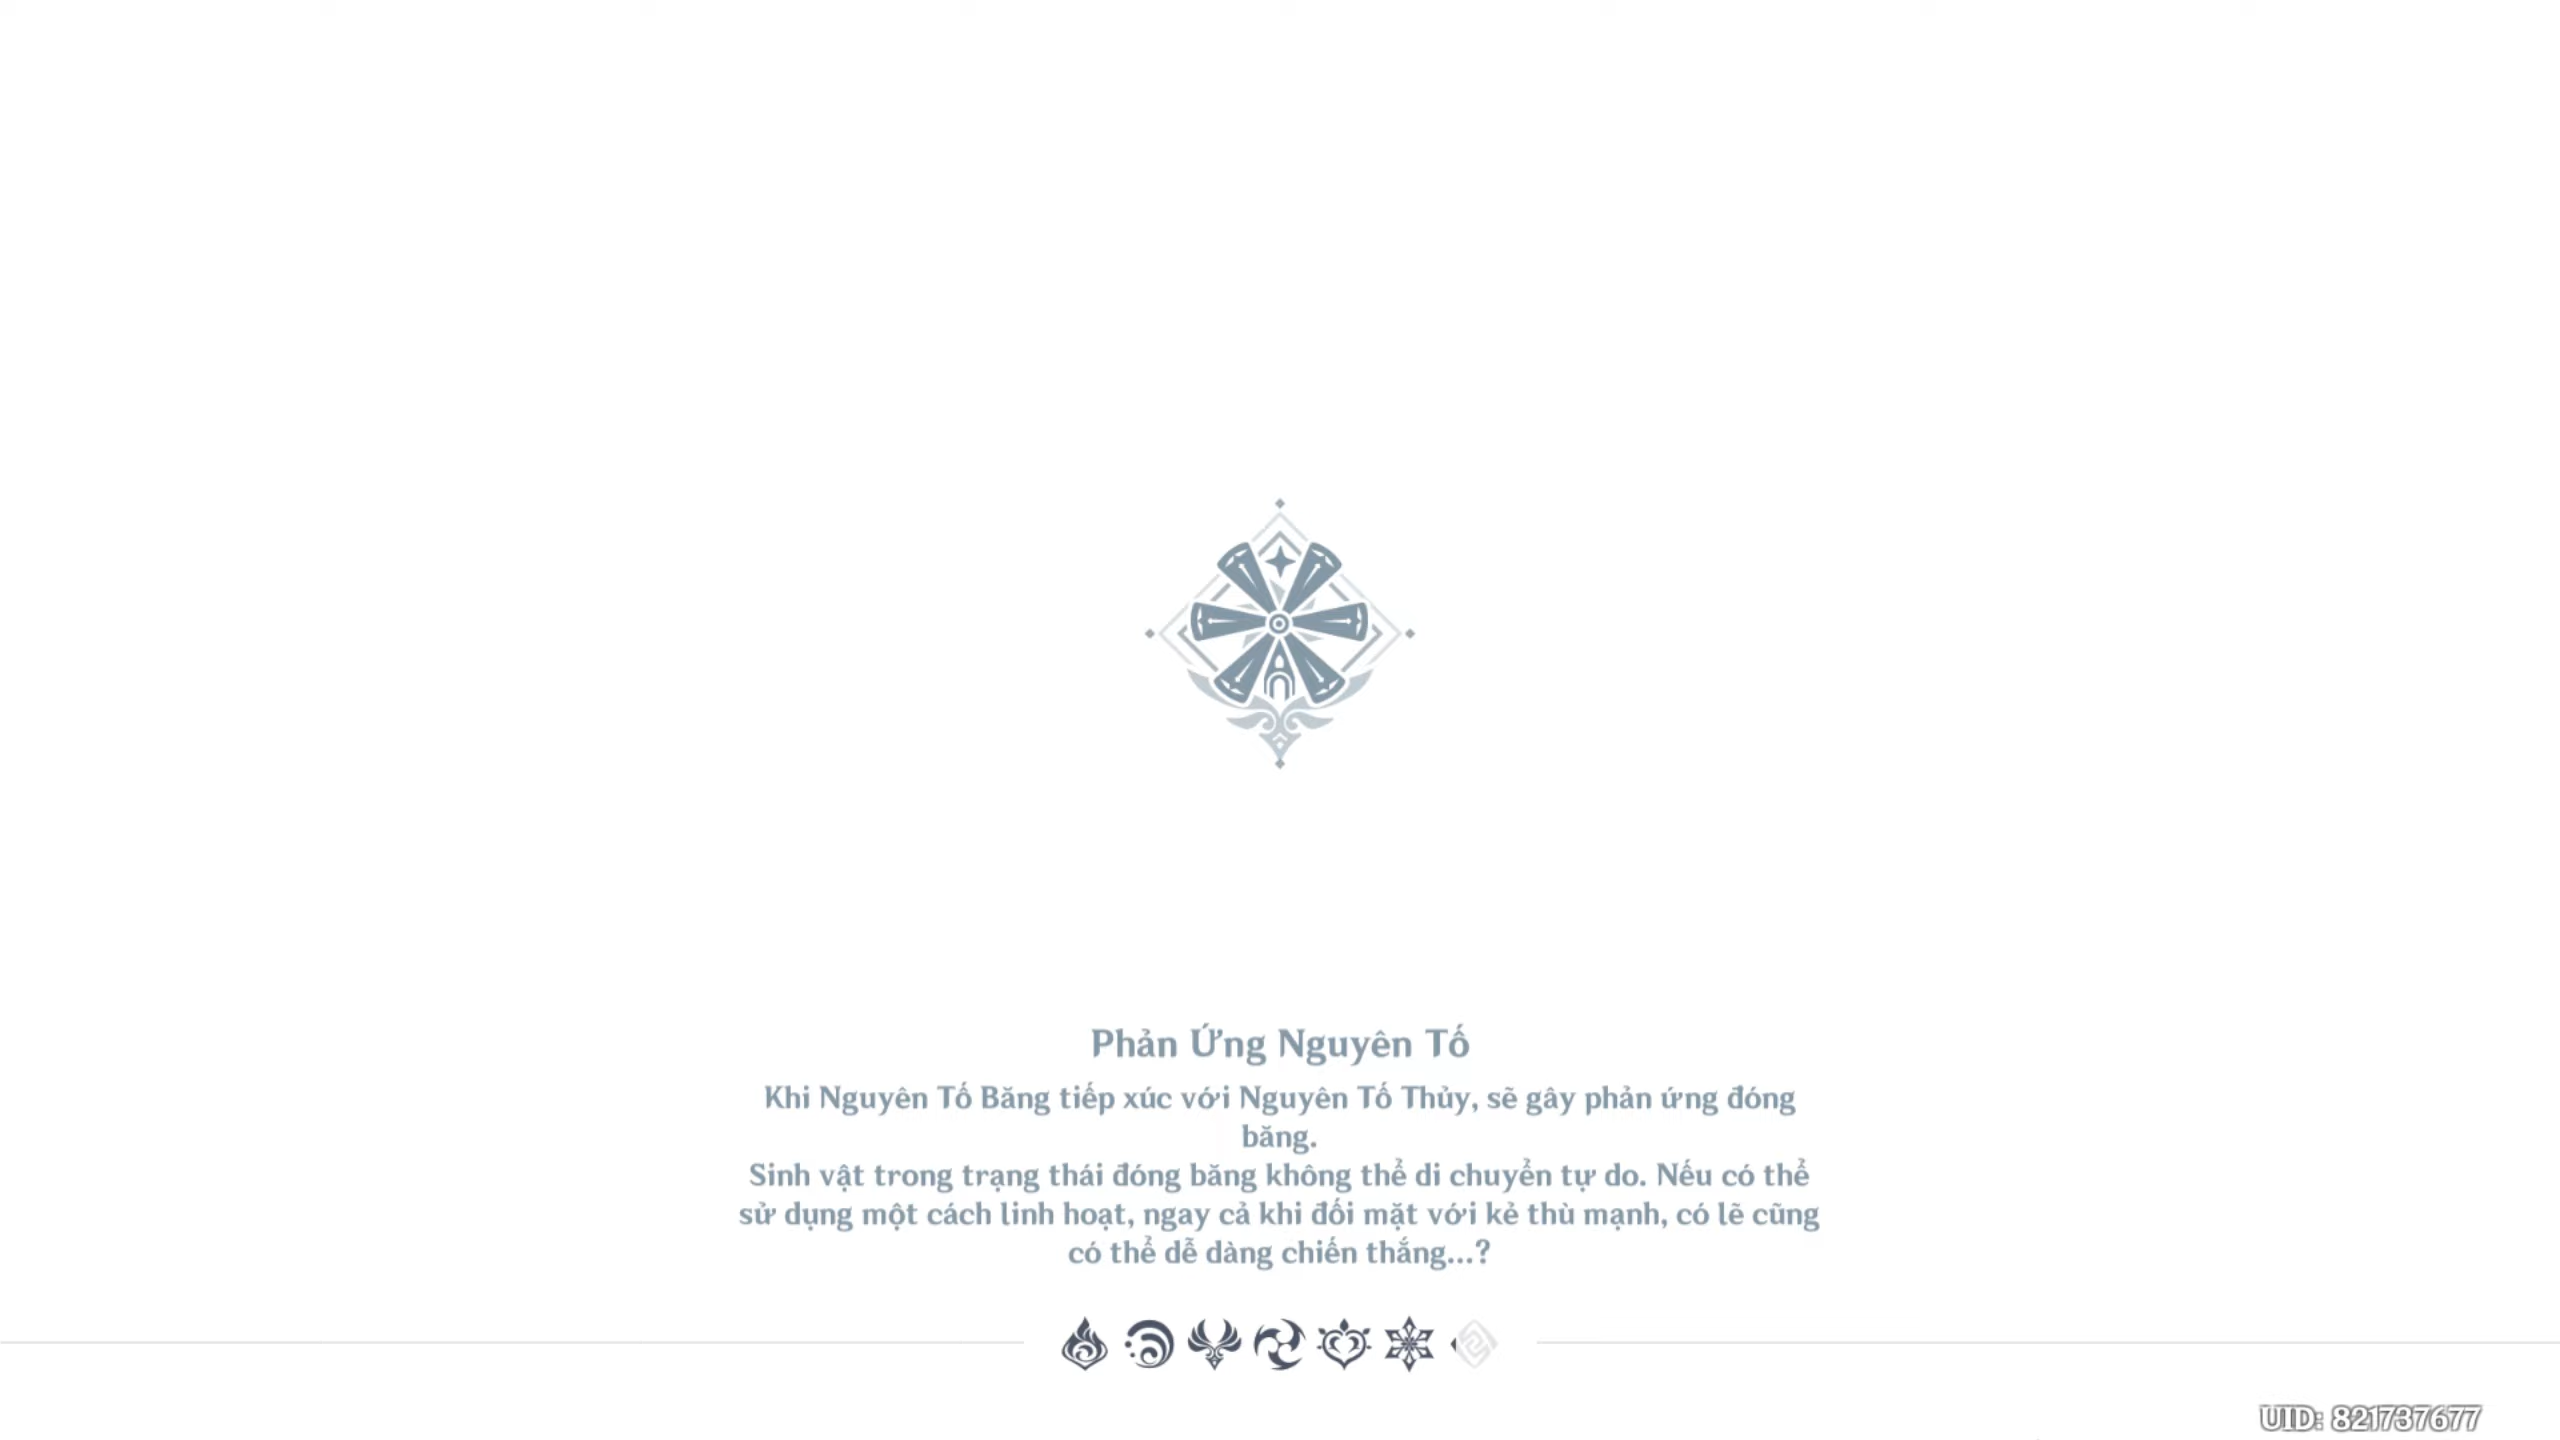 Phản Ứng Nguyên Tố
Khi Nguyên Tố Băng tiếp xúc với Nguyên Tố Thủy, sẽ gây phản ứng đóng
băng.
Sinh vật trong trạng thái đóng băng không thể di chuyển tự do. Nếu có thể
sử dụng một cách linh hoạt, ngay cả khi đối mặt với kẻ thù mạnh, có lẽ cũng
có thể dễ dàng chiến thắng...?
UID: 821737677